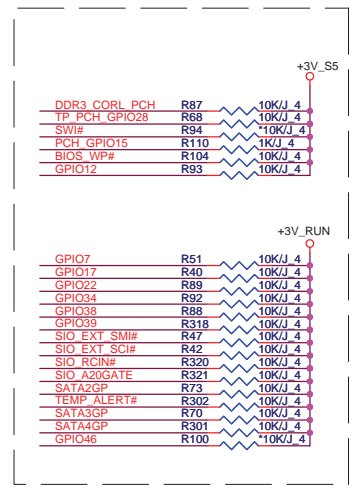 +3V_S5
DDR3_CORL_PCH R87 10K/J_4
TP_PCH_GPIO28 R68 10K/J_4
SWI# R94 *10K/J_4
PCH_GPIO15 R110 1K/J_4
BIOS_WP# R104 10K/J_4
GPIO12 R93 10K/J_4
+3V_RUN
GPIO7 R51 10K/J_4
GPIO17 R40 10K/J_4
GPIO22 R89 10K/J_4
GPIO34 R92 10K/J_4
GPIO38 R88 10K/J_4
GPIO39 R318 10K/J_4
SIO_EXT_SMI# R47 10K/J_4
SIO_EXT_SCI# R42 10K/J_4
SIO_RCIN# R320 10K/J_4
SIO_A20GATE R321 10K/J_4
SATA2GP R73 10K/J_4
TEMP_ALERT# R302 10K/J_4
SATA3GP R70 10K/J_4
SATA4GP R301 10K/J_4
GPIO46 R100 *10K/J_4